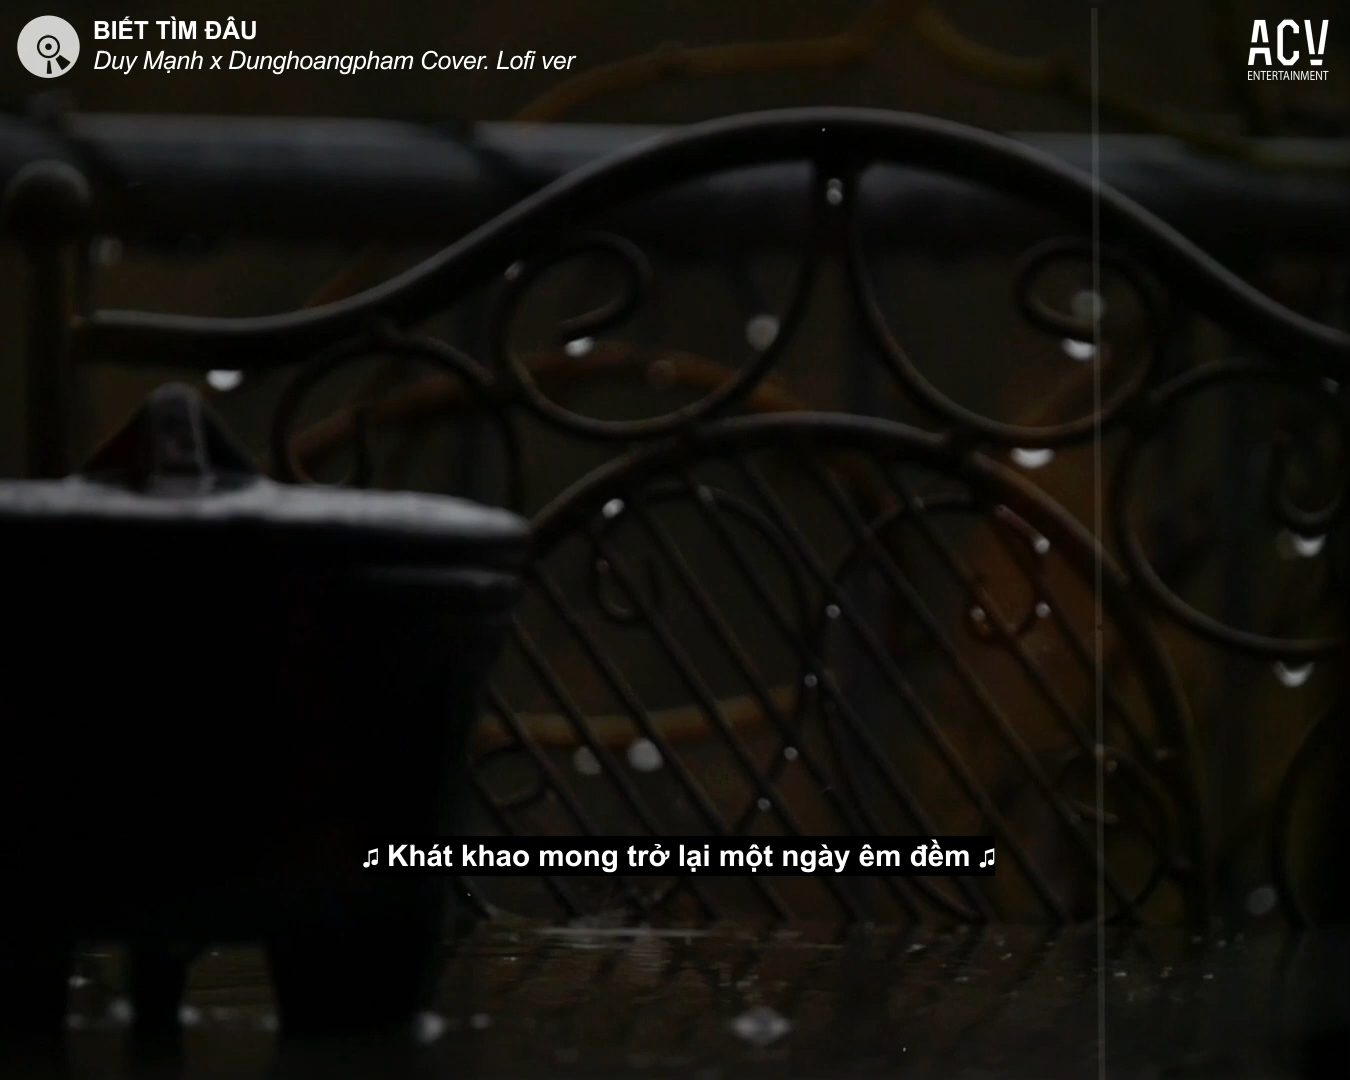 BIẾT TÌM ĐÂU
Duy Mạnh x Dunghoangpham Cover. Lofi ver
ACV
ENTERTAINMENT
♫ Khát khao mong trở lại một ngày êm đềm ♫